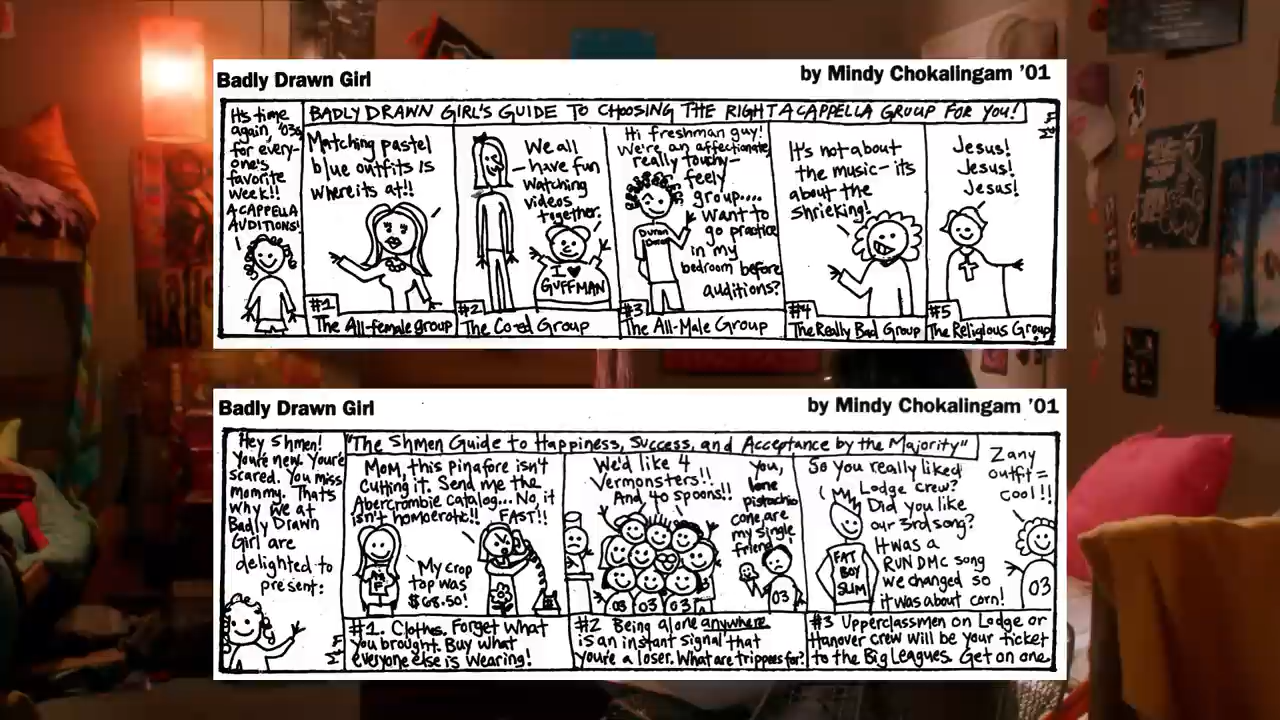 Badly Drawn Girl
by Mindy Chokalingam '01
It's time
again, '03s,
for every-
one's
favorite
week!!
A CAPPELLA
AUDITIONS!
BADLY DRAWN GIRL'S GUIDE TO CHOOSING THE RIGHT A CAPPELLA GROUP FOR YOU!
Matching pastel
blue outfits is
where its at!!
#1
The All-female group
We all
have fun
watching
videos
together.
I ♥
GUFFMAN
#2
The Co-ed Group
Hi freshman guy!
We're an affectionate,
really touchy-
feely
group....
want to
go practice
in my
bedroom before
auditions?
Duran
Duran
#3
The All-Male Group
It's not about
the music- it's
about the
shrieking!
#4
The Really Bad Group
Jesus!
Jesus!
Jesus!
#5
The Religious Group
Badly Drawn Girl
by Mindy Chokalingam '01
Hey Shmen!
You're new. You're
scared. You miss
mommy. That's
why we at
Badly Drawn
Girl are
delighted to
present:
"The Shmen Guide to Happiness, Success, and Acceptance by the Majority"
Mom, this pinafore isn't
cutting it. Send me the
Abercrombie catalog... No, it
isn't homoerotic!! FAST!!
My crop
top was
$68.50!
#1. Clothes. Forget what
you brought. Buy what
everyone else is wearing!
We'd like 4
Vermonsters!!
And 40 spoons!!
You,
lone
pistachio
cone, are
my single
friend.
03 03 03
03
#2 Being alone anywhere
is an instant signal that
you're a loser. What are trippees for?
So you really liked
Lodge crew?
Did you like
our 3rd song?
It was a
RUN DMC song
we changed so
it was about corn!
FAT
BOY
SLIM
Zany
outfit =
cool!!
03
#3 Upperclassmen on Lodge or
Hanover crew will be your ticket
to the Big Leagues. Get on one.